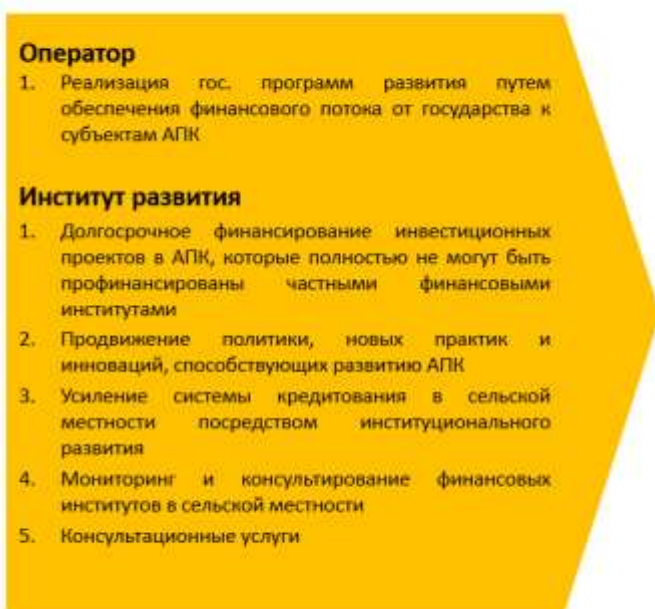 Оператор
1. Реализация гос. программ развития путем
обеспечения финансового потока от государства к
субъектам АПК
Институт развития
1. Долгосрочное финансирование инвестиционных
проектов в АПК, которые полностью не могут быть
профинансированы частными финансовыми
институтами
2. Продвижение политики, новых практик и
инноваций, способствующих развитию АПК
3. Усиление системы кредитования в сельской
местности посредством институционального
развития
4. Мониторинг и консультирование финансовых
институтов в сельской местности
5. Консультационные услуги